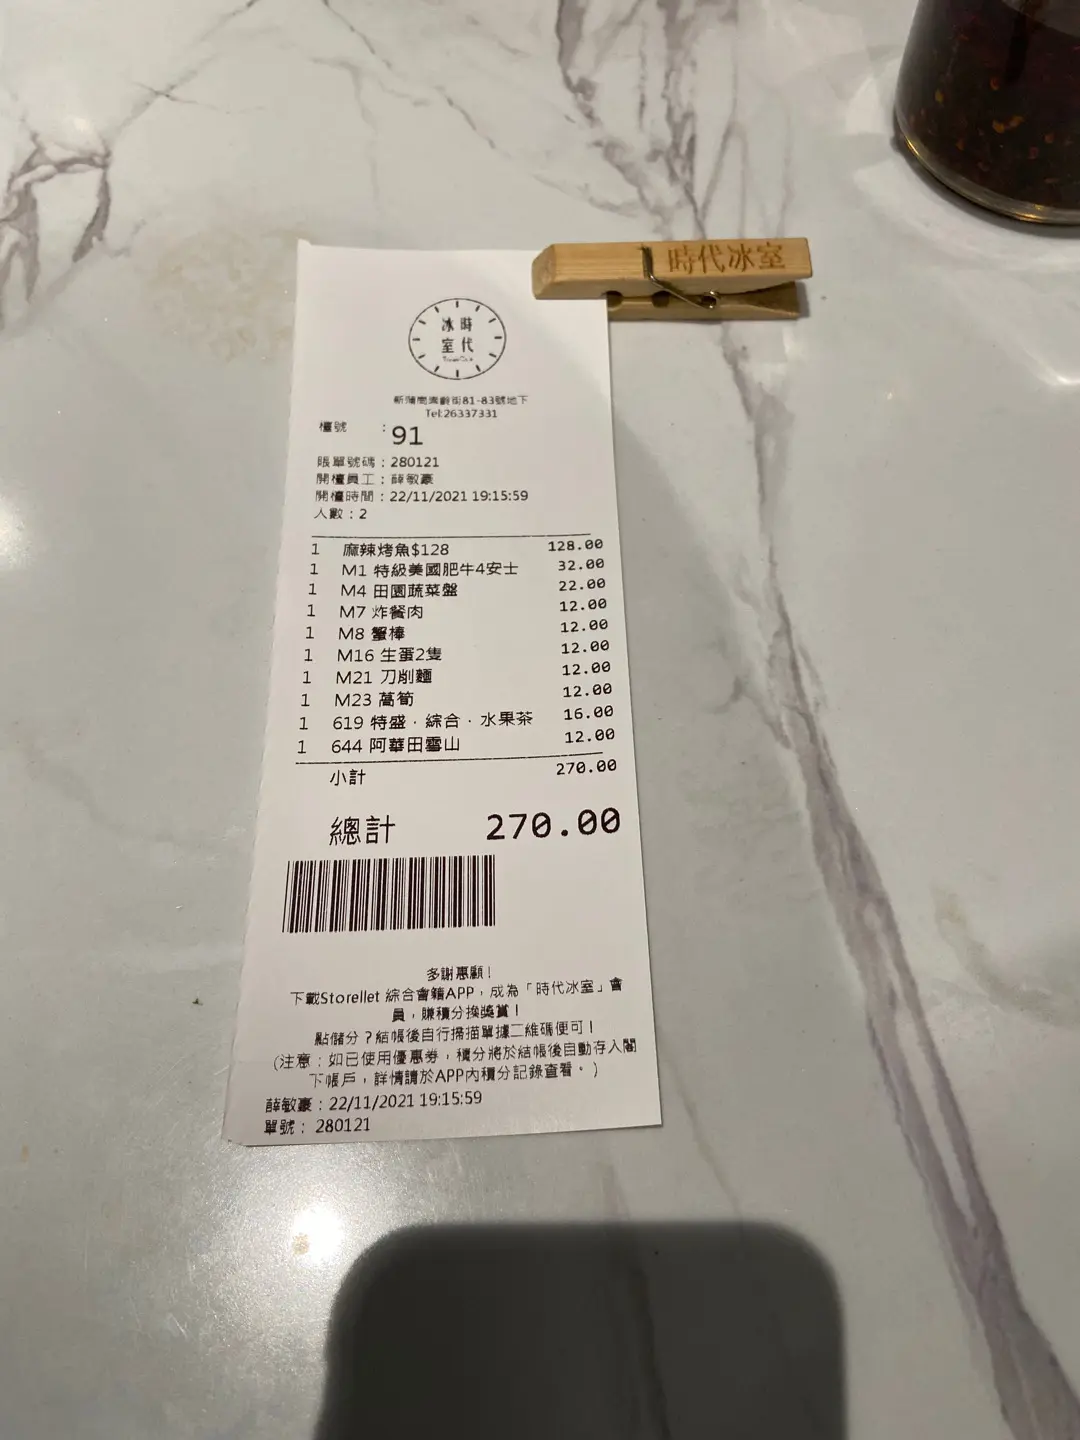 時代冰室
時代
冰室
新蒲崗康齡街81-83號地下
Tel:26337331
檯號 : 91
賬單號碼：280121
開檯員工：薛敏豪
開檯時間：22/11/2021 19:15:59
人數：2
1 麻辣烤魚$128 128.00
1 M1 特級美國肥牛4安士 32.00
1 M4 田園蔬菜盤 22.00
1 M7 炸餐肉 12.00
1 M8 蟹棒 12.00
1 M16 生蛋2隻 12.00
1 M21 刀削麵 12.00
1 M23 萵筍 12.00
1 619 特盛．綜合．水果茶 16.00
1 644 阿華田雪山 12.00
小計 270.00
總計 270.00
多謝惠顧！
下載Storellet 綜合會籍APP，成為「時代冰室」會
員，賺積分換獎賞！
點儲分？結帳後自行掃描單據二維碼便可！
(注意：如已使用優惠券，積分將於結帳後自動存入閣
下帳戶，詳情請於APP內積分記錄查看。)
薛敏豪：22/11/2021 19:15:59
單號： 280121